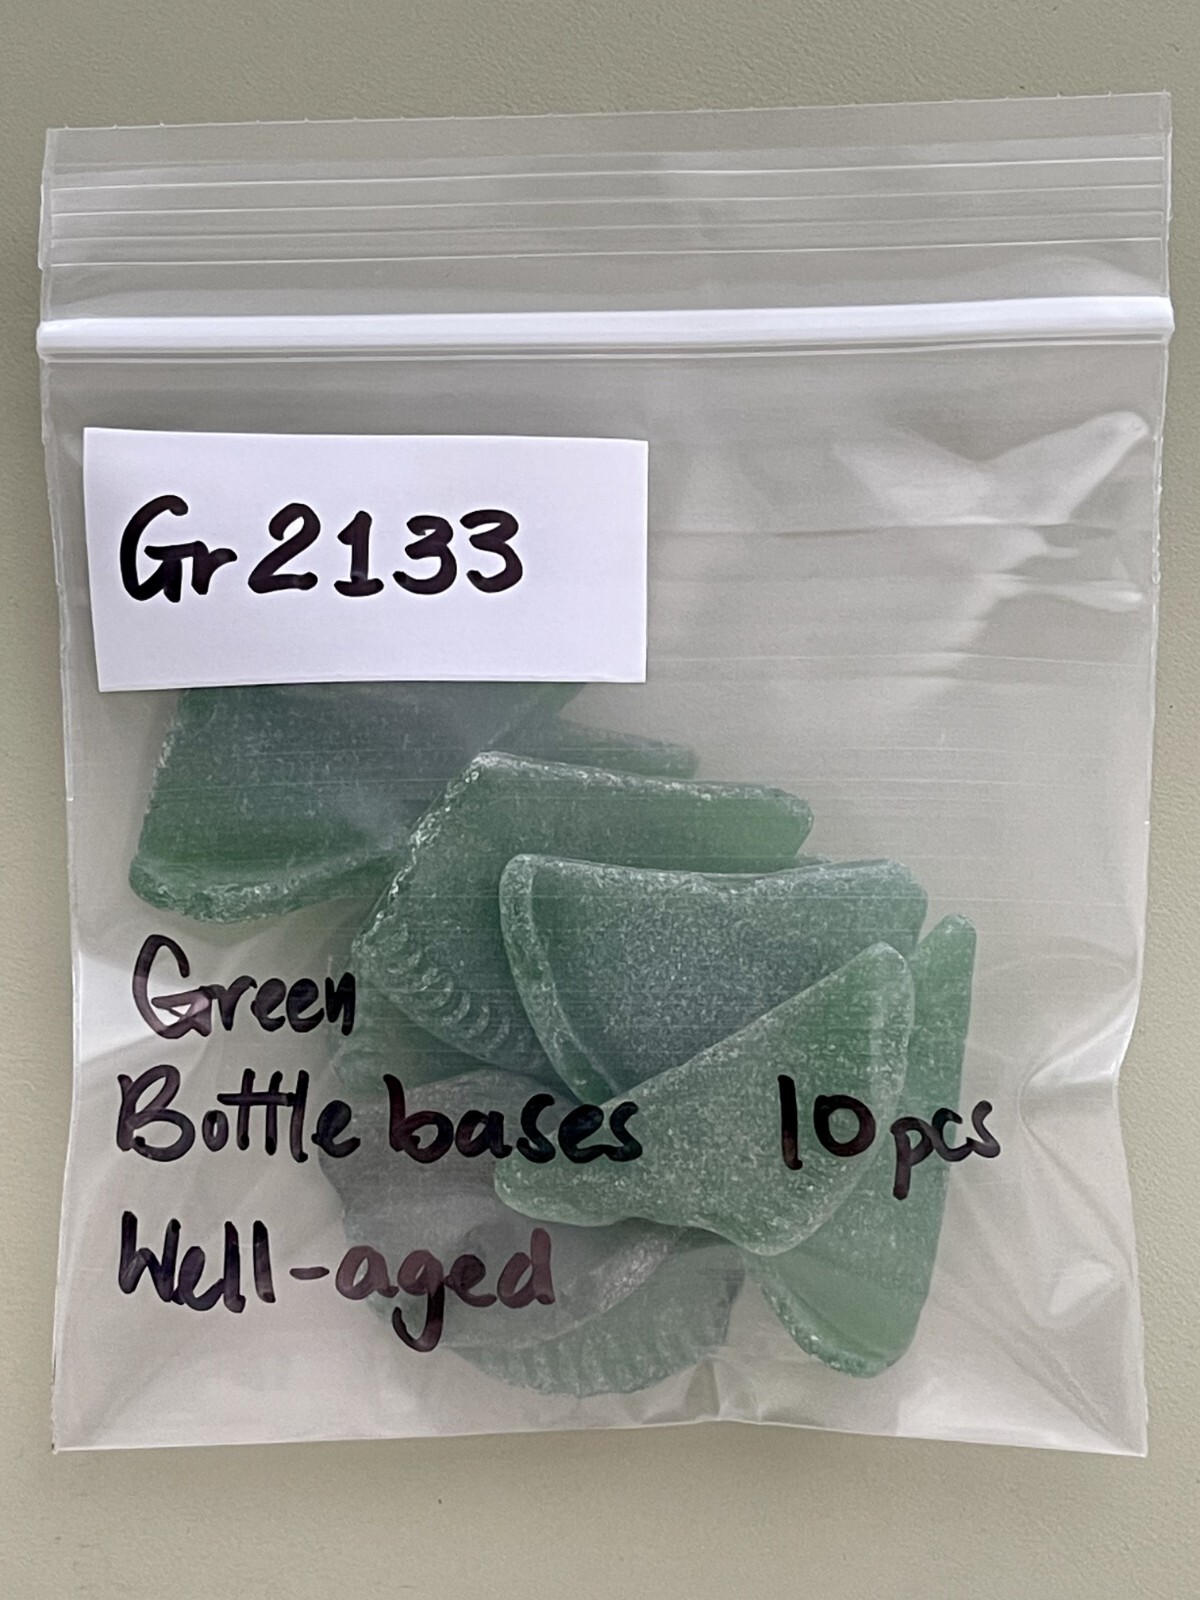 Gr2133
Green
Bottle bases 10pcs
Well-aged